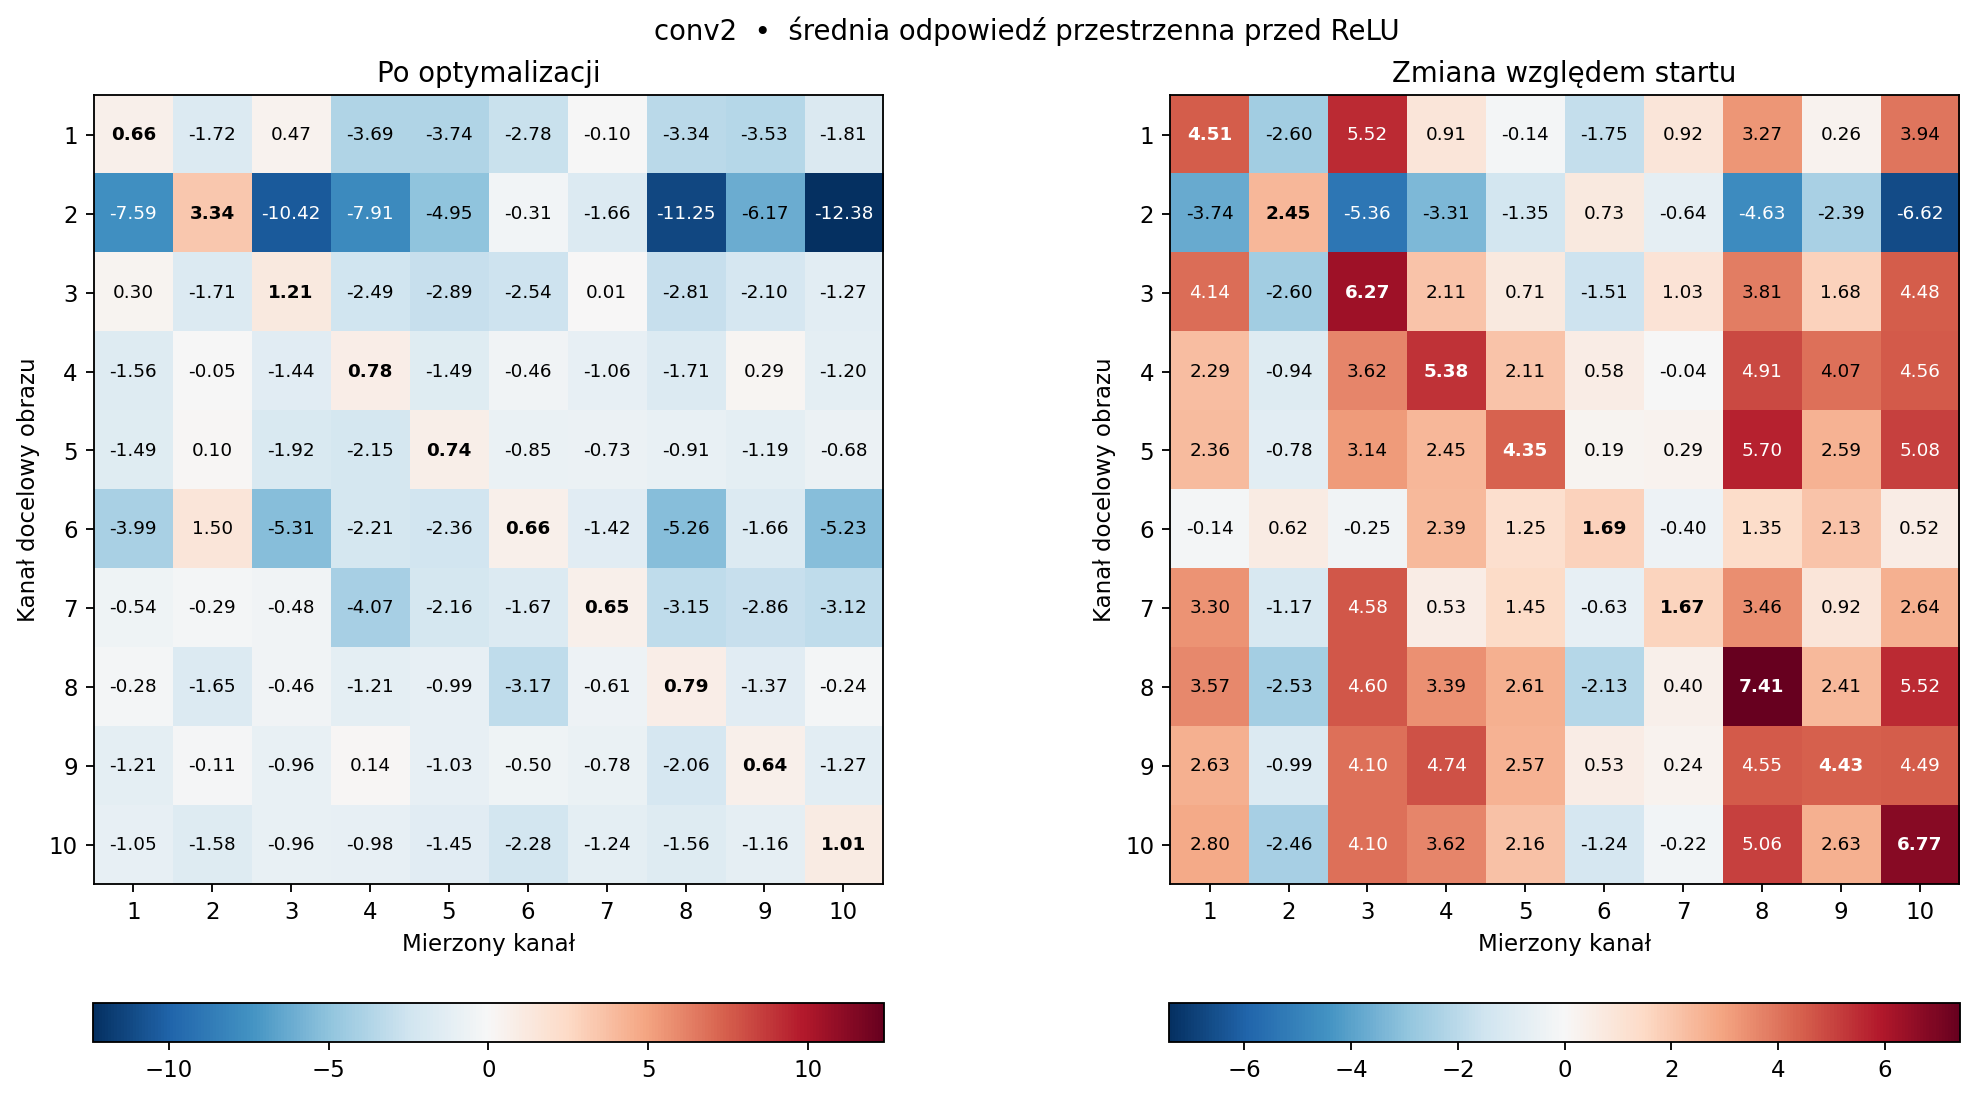 conv2 • średnia odpowiedź przestrzenna przed ReLU
Po optymalizacji
Kanał docelowy obrazu
1 0.66 -1.72 0.47 -3.69 -3.74 -2.78 -0.10 -3.34 -3.53 -1.81
2 -7.59 3.34 -10.42 -7.91 -4.95 -0.31 -1.66 -11.25 -6.17 -12.38
3 0.30 -1.71 1.21 -2.49 -2.89 -2.54 0.01 -2.81 -2.10 -1.27
4 -1.56 -0.05 -1.44 0.78 -1.49 -0.46 -1.06 -1.71 0.29 -1.20
5 -1.49 0.10 -1.92 -2.15 0.74 -0.85 -0.73 -0.91 -1.19 -0.68
6 -3.99 1.50 -5.31 -2.21 -2.36 0.66 -1.42 -5.26 -1.66 -5.23
7 -0.54 -0.29 -0.48 -4.07 -2.16 -1.67 0.65 -3.15 -2.86 -3.12
8 -0.28 -1.65 -0.46 -1.21 -0.99 -3.17 -0.61 0.79 -1.37 -0.24
9 -1.21 -0.11 -0.96 0.14 -1.03 -0.50 -0.78 -2.06 0.64 -1.27
10 -1.05 -1.58 -0.96 -0.98 -1.45 -2.28 -1.24 -1.56 -1.16 1.01
1 2 3 4 5 6 7 8 9 10
Mierzony kanał
−10 −5 0 5 10
Zmiana względem startu
Kanał docelowy obrazu
1 4.51 -2.60 5.52 0.91 -0.14 -1.75 0.92 3.27 0.26 3.94
2 -3.74 2.45 -5.36 -3.31 -1.35 0.73 -0.64 -4.63 -2.39 -6.62
3 4.14 -2.60 6.27 2.11 0.71 -1.51 1.03 3.81 1.68 4.48
4 2.29 -0.94 3.62 5.38 2.11 0.58 -0.04 4.91 4.07 4.56
5 2.36 -0.78 3.14 2.45 4.35 0.19 0.29 5.70 2.59 5.08
6 -0.14 0.62 -0.25 2.39 1.25 1.69 -0.40 1.35 2.13 0.52
7 3.30 -1.17 4.58 0.53 1.45 -0.63 1.67 3.46 0.92 2.64
8 3.57 -2.53 4.60 3.39 2.61 -2.13 0.40 7.41 2.41 5.52
9 2.63 -0.99 4.10 4.74 2.57 0.53 0.24 4.55 4.43 4.49
10 2.80 -2.46 4.10 3.62 2.16 -1.24 -0.22 5.06 2.63 6.77
1 2 3 4 5 6 7 8 9 10
Mierzony kanał
−6 −4 −2 0 2 4 6